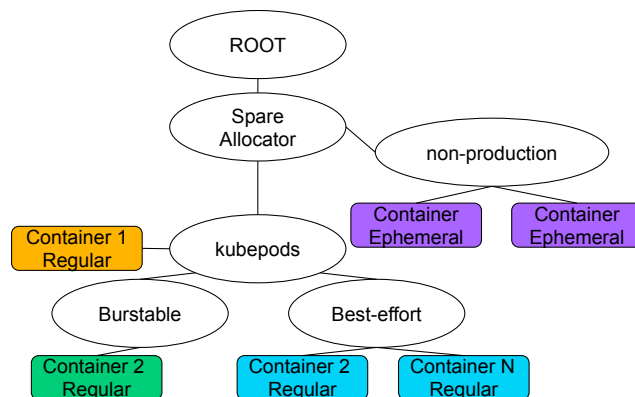 ROOT
Spare
Allocator
non-production
Container
Ephemeral
Container
Ephemeral
Container 1
Regular
kubepods
Burstable
Best-effort
Container 2
Regular
Container 2
Regular
Container N
Regular